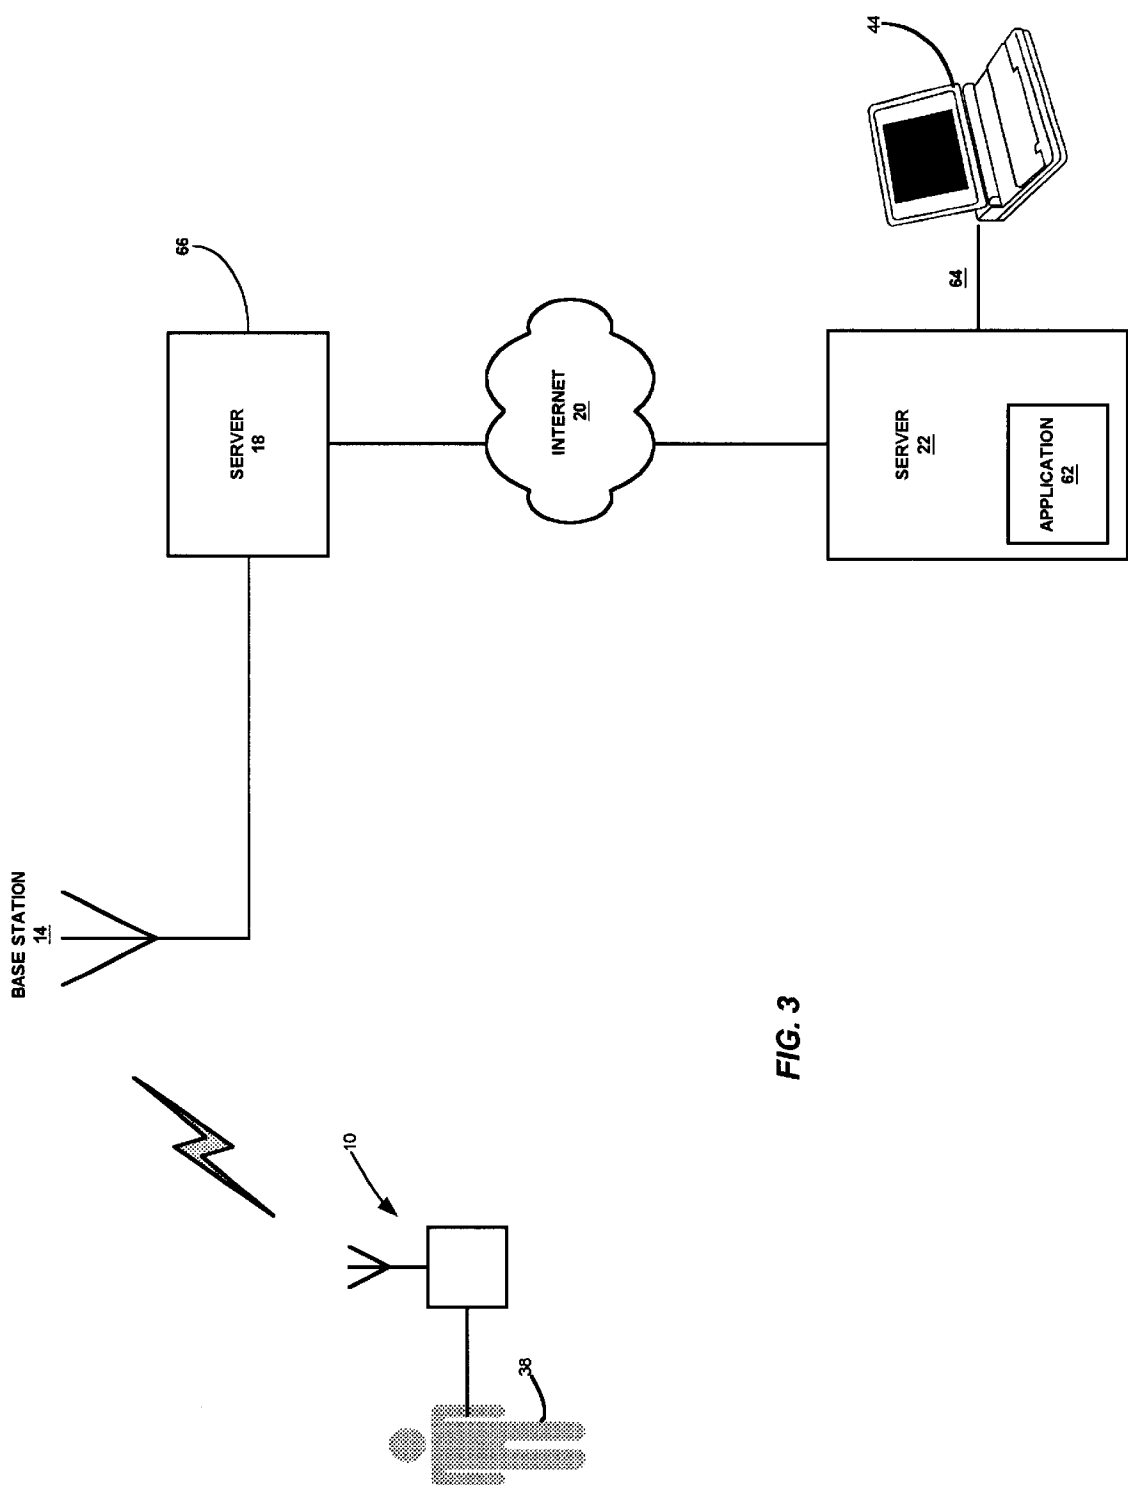 BASE STATION
14
66
SERVER
18
INTERNET
20
SERVER
22
APPLICATION
62
64
44
10
38
FIG. 3